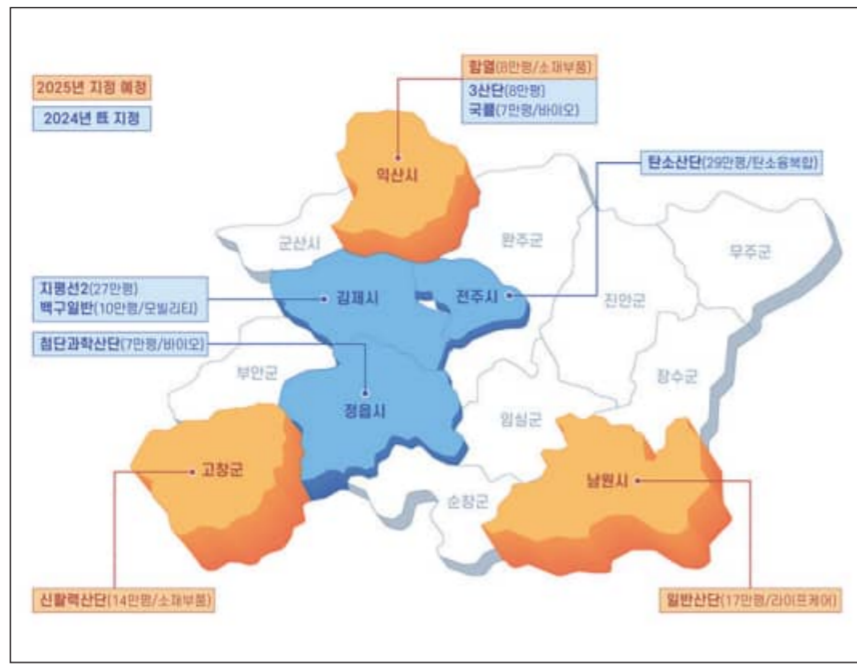 2025년 지정 예정
2024년 旣 지정
함열(8만평/소재부품)
3산단(8만평)
국클(7만평/바이오)
탄소산단(29만평/탄소융복합)
익산시
군산시
완주군
무주군
지평선2(27만평)
백구일반(10만평/모빌리티)
김제시
전주시
진안군
첨단과학산단(7만평/바이오)
부안군
정읍시
임실군
장수군
고창군
순창군
남원시
신활력산단(14만평/소재부품)
일반산단(17만평/라이프케어)